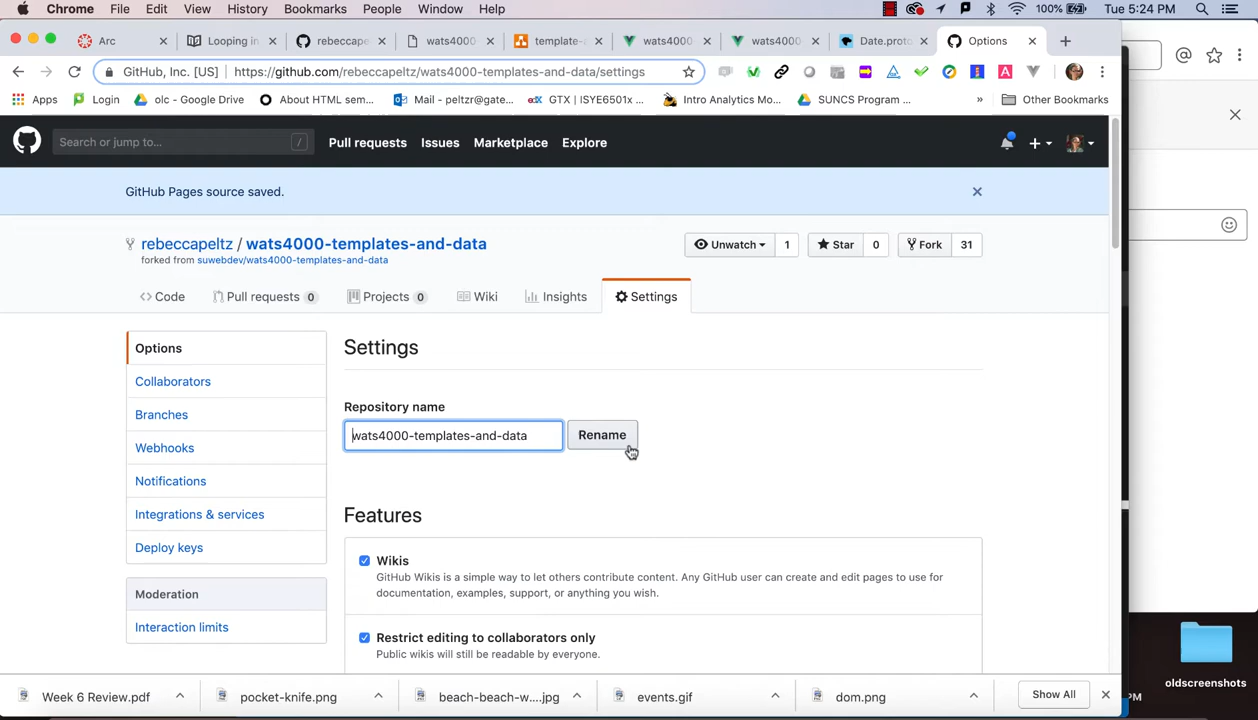 Chrome File Edit View History Bookmarks People Window Help 100% Tue 5:24 PM
Arc × Looping in × rebeccape × wats4000 × template- × wats4000 × wats4000 × Date.proto × Options × +
GitHub, Inc. [US] https://github.com/rebeccapeltz/wats4000-templates-and-data/settings
Apps Login olc - Google Drive About HTML sem... Mail - peltzr@gate... GTX | ISYE6501x ... Intro Analytics Mo... SUNCS Program ... » Other Bookmarks
Search or jump to... / Pull requests Issues Marketplace Explore
GitHub Pages source saved.
rebeccapeltz / wats4000-templates-and-data
Unwatch 1 Star 0 Fork 31
forked from suwebdev/wats4000-templates-and-data
Code Pull requests 0 Projects 0 Wiki Insights Settings
Options
Collaborators
Branches
Webhooks
Notifications
Integrations & services
Deploy keys
Moderation
Interaction limits
Settings
Repository name
wats4000-templates-and-data Rename
Features
Wikis
GitHub Wikis is a simple way to let others contribute content. Any GitHub user can create and edit pages to use for
documentation, examples, support, or anything you wish.
Restrict editing to collaborators only
Public wikis will still be readable by everyone.
Week 6 Review.pdf pocket-knife.png beach-beach-w....jpg events.gif dom.png Show All ×
PM
oldscreenshots